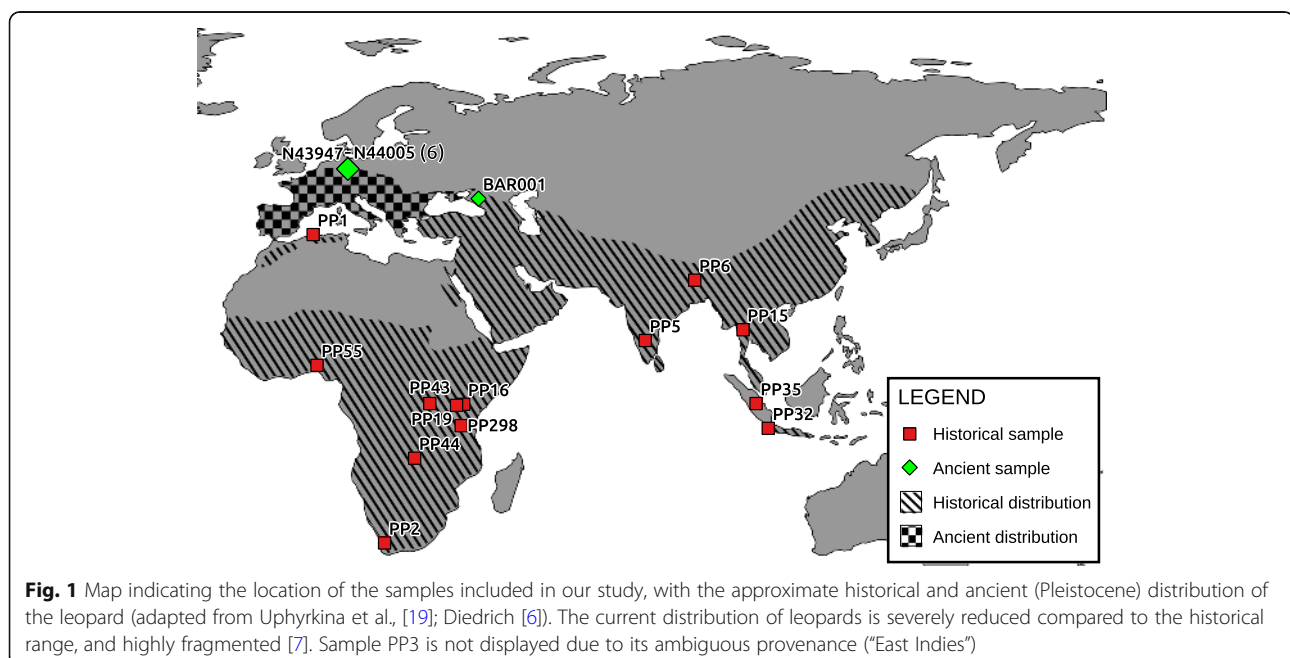 N43947-N44005 (6)
BAR001
PP1
PP6
PP5
PP15
PP55
PP43
PP16
PP35
PP19
PP298
PP32
PP44
PP2
LEGEND
Historical sample
Ancient sample
Historical distribution
Ancient distribution
Fig. 1 Map indicating the location of the samples included in our study, with the approximate historical and ancient (Pleistocene) distribution of
the leopard (adapted from Uphyrkina et al., [19]; Diedrich [6]). The current distribution of leopards is severely reduced compared to the historical
range, and highly fragmented [7]. Sample PP3 is not displayed due to its ambiguous provenance (“East Indies”)